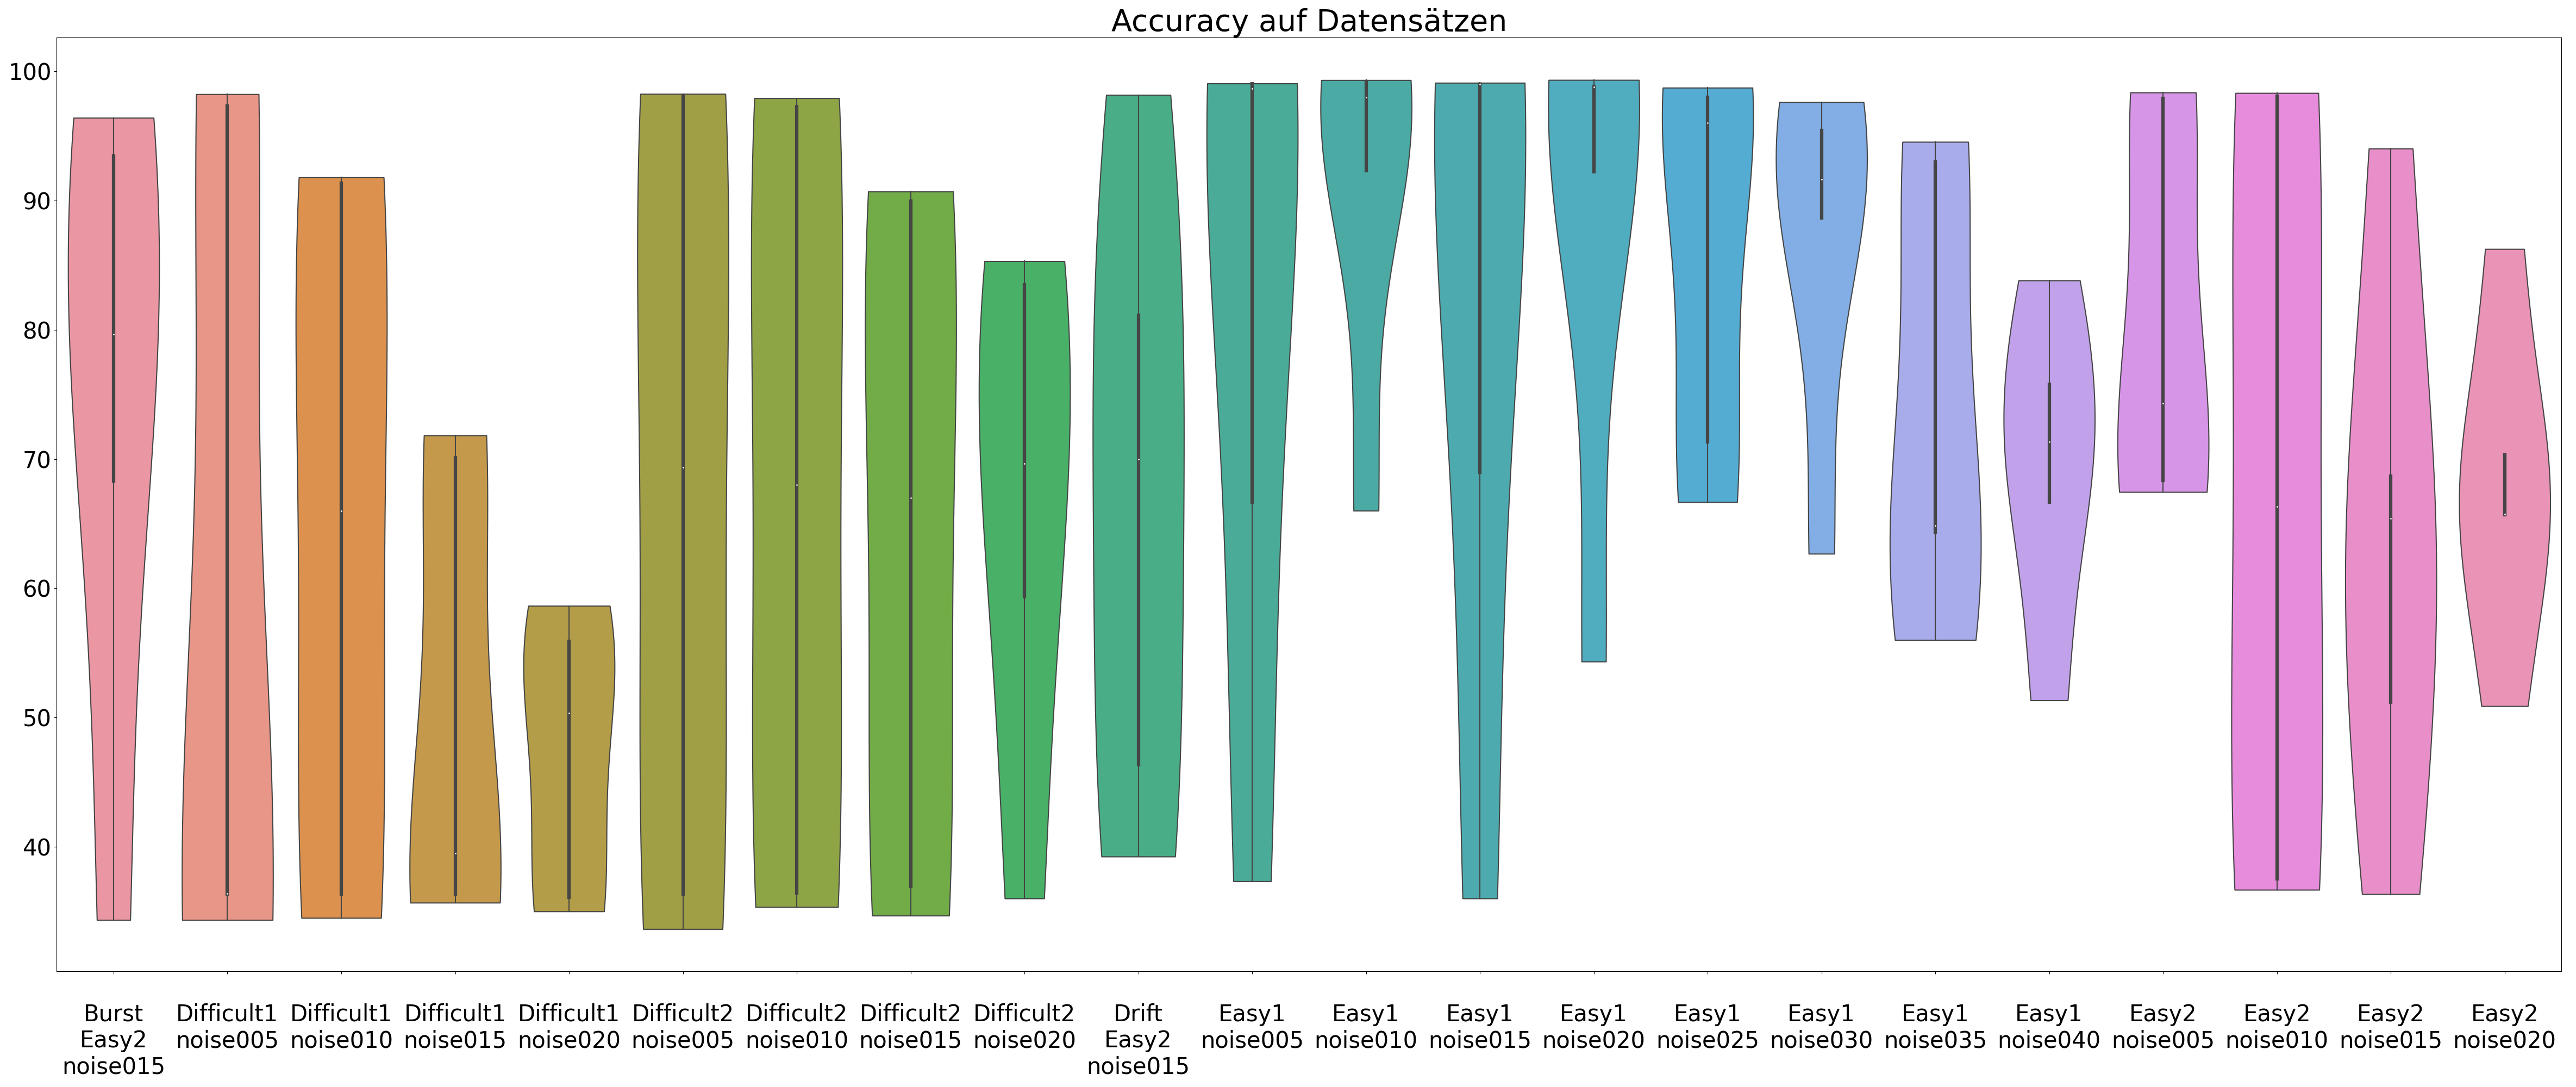 Accuracy auf Datensätzen
100
90
80
70
60
50
40
Burst
Easy2
noise015
Difficult1
noise005
Difficult1
noise010
Difficult1
noise015
Difficult1
noise020
Difficult2
noise005
Difficult2
noise010
Difficult2
noise015
Difficult2
noise020
Drift
Easy2
noise015
Easy1
noise005
Easy1
noise010
Easy1
noise015
Easy1
noise020
Easy1
noise025
Easy1
noise030
Easy1
noise035
Easy1
noise040
Easy2
noise005
Easy2
noise010
Easy2
noise015
Easy2
noise020